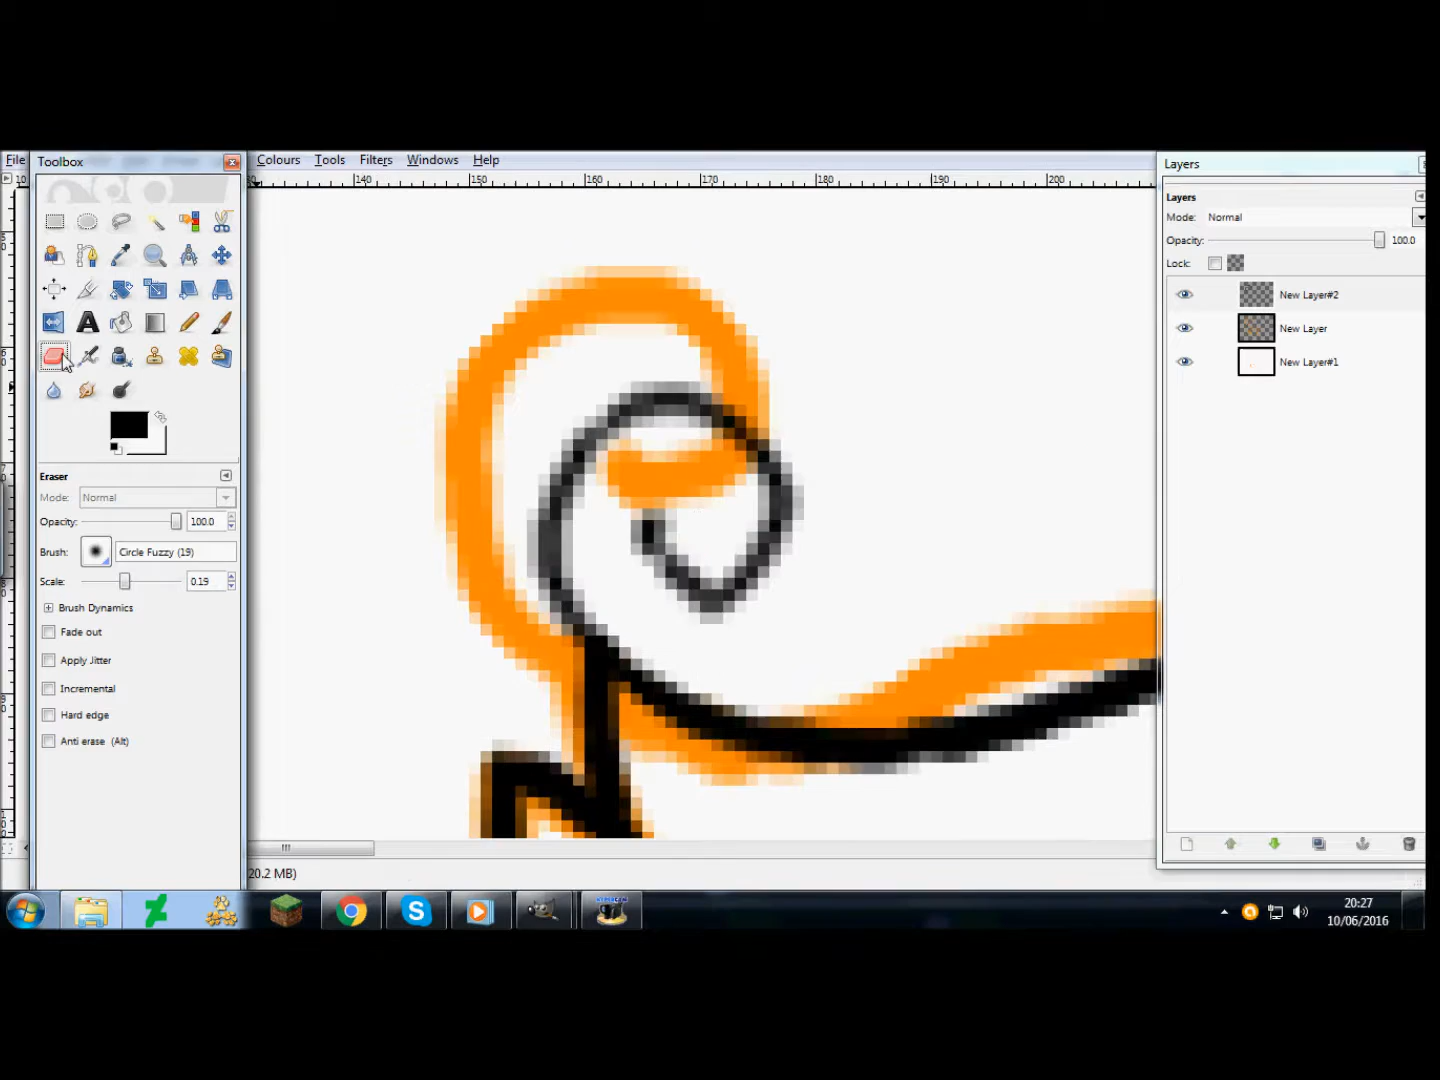 File Toolbox Colours Tools Filters Windows Help Layers
10 140 150 160 170 180 190 200
Layers
Mode: Normal
Opacity: 100.0
Lock:
New Layer#2
New Layer
New Layer#1
Eraser
Mode: Normal
Opacity: 100.0
Brush: Circle Fuzzy (19)
Scale: 0.19
Brush Dynamics
Fade out
Apply Jitter
Incremental
Hard edge
Anti erase (Alt)
20.2 MB)
20:27
10/06/2016